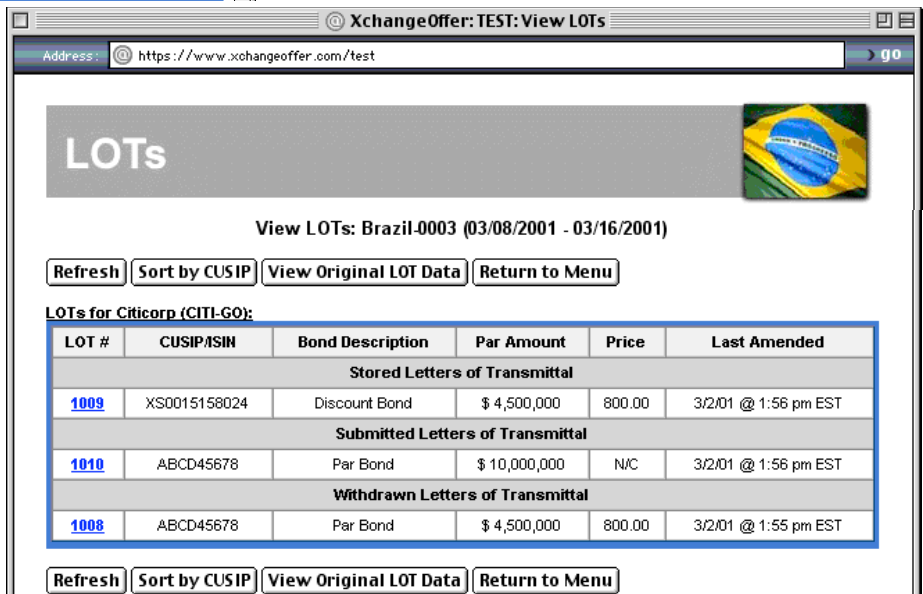 XchangeOffer: TEST: View LOTs
Address: https://www.xchangeoffer.com/test go
LOTs
View LOTs: Brazil-0003 (03/08/2001 - 03/16/2001)
Refresh Sort by CUSIP View Original LOT Data Return to Menu
LOTs for Citicorp (CITI-GO):
LOT # CUSIP/ISIN Bond Description Par Amount Price Last Amended
Stored Letters of Transmittal
1009 XS0015158024 Discount Bond $ 4,500,000 800.00 3/2/01 @ 1:56 pm EST
Submitted Letters of Transmittal
1010 ABCD45678 Par Bond $ 10,000,000 N/C 3/2/01 @ 1:56 pm EST
Withdrawn Letters of Transmittal
1008 ABCD45678 Par Bond $ 4,500,000 800.00 3/2/01 @ 1:55 pm EST
Refresh Sort by CUSIP View Original LOT Data Return to Menu